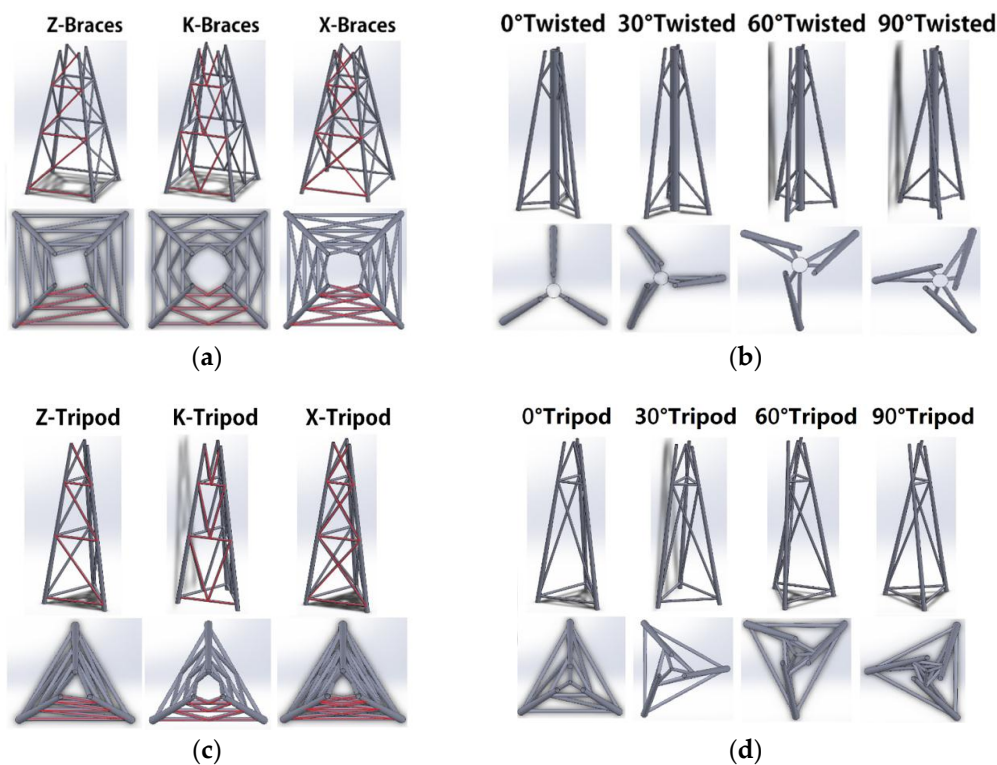 Z-Braces K-Braces X-Braces
0°Twisted 30°Twisted 60°Twisted 90°Twisted
(a)
(b)
Z-Tripod K-Tripod X-Tripod
0°Tripod 30°Tripod 60°Tripod 90°Tripod
(c)
(d)